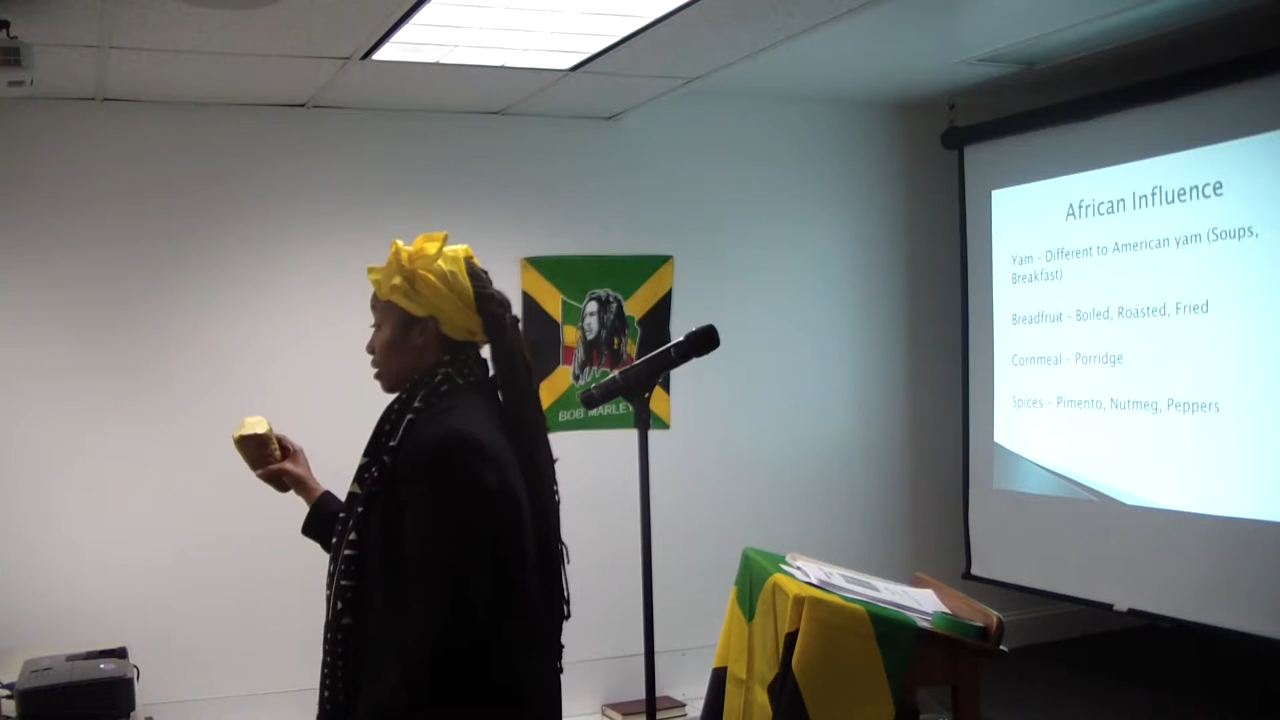 African Influence
Yam - Different to American yam (Soups,
Breakfast)
Breadfruit - Boiled, Roasted, Fried
Cornmeal - Porridge
Spices - Pimento, Nutmeg, Peppers
BOB MARLEY